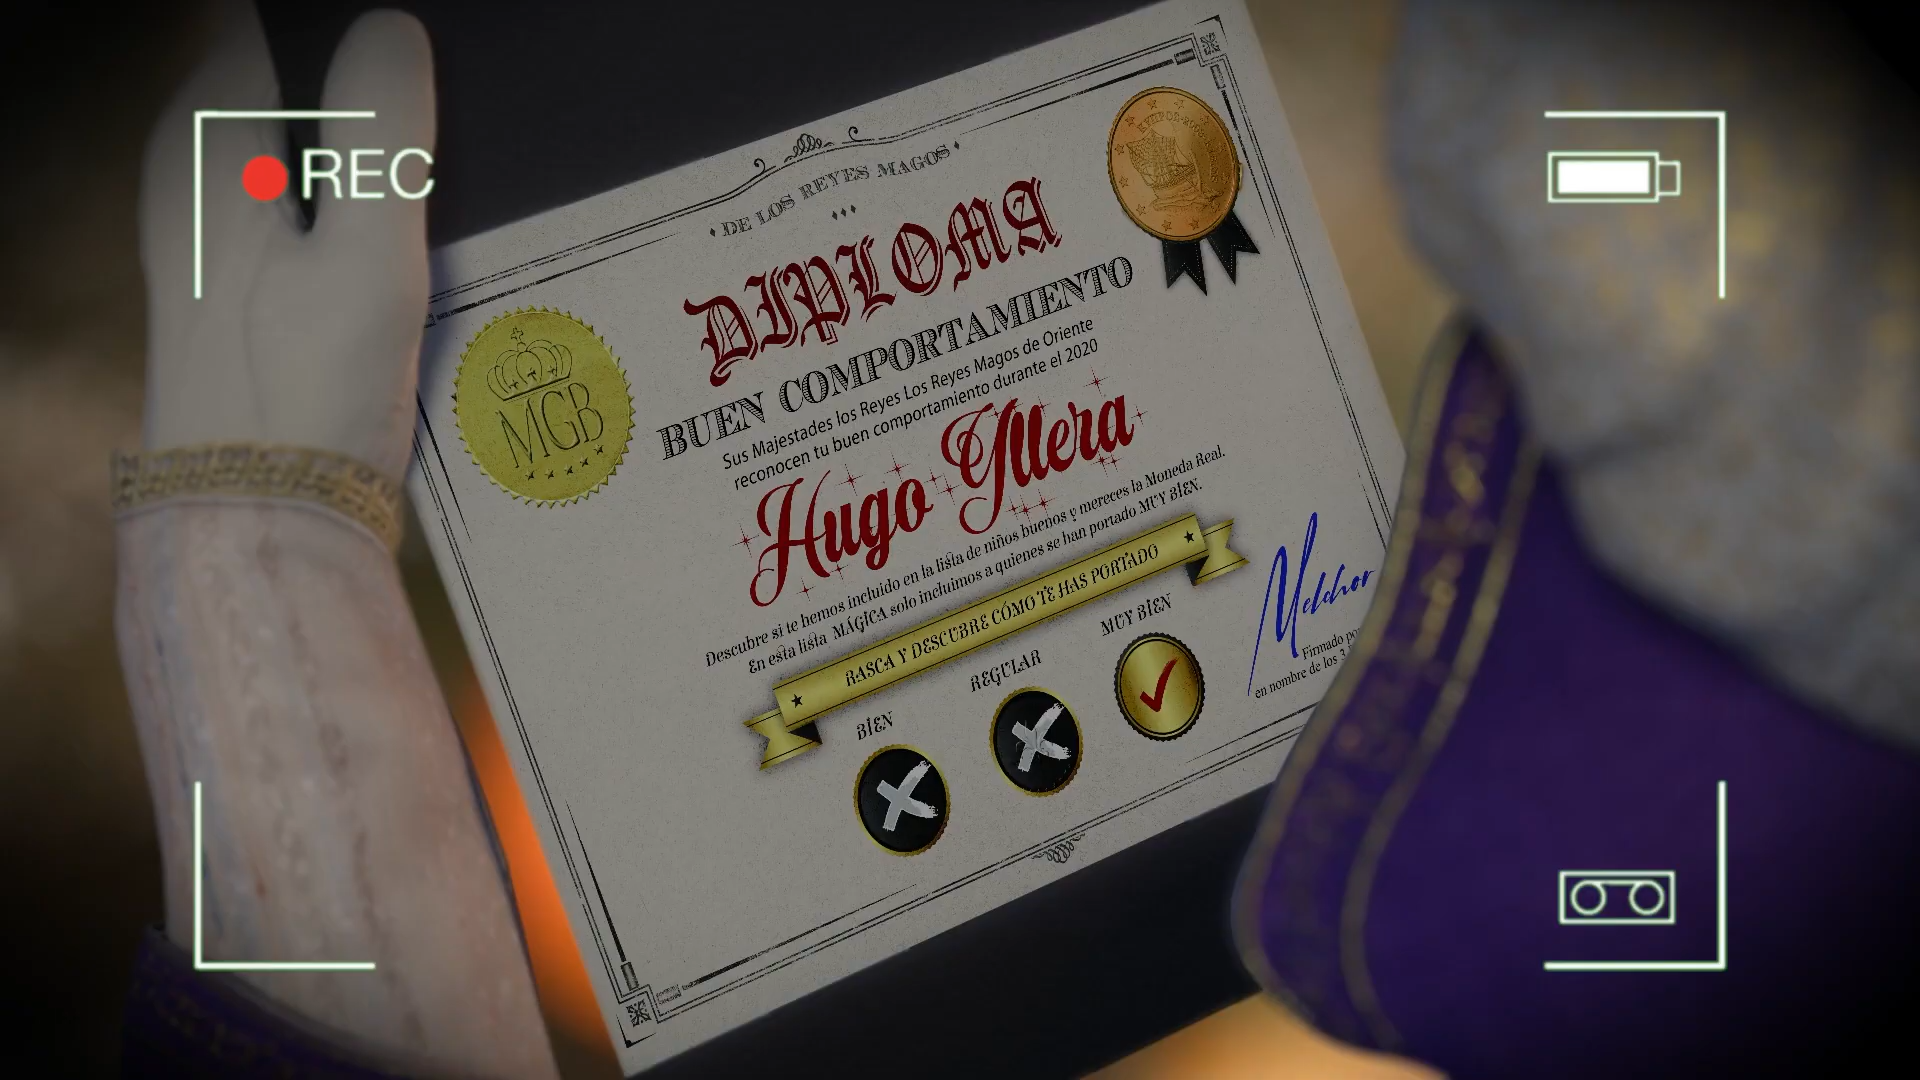 REC
DE LOS REYES MAGOS
DIPLOMA
BUEN COMPORTAMIENTO
Sus Majestades los Reyes Los Reyes Magos de Oriente
reconocen tu buen comportamiento durante el 2020
Hugo Yllera
Descubre si te hemos incluido en la lista de niños buenos y mereces la Moneda Real.
En esta lista MÁGICA solo incluimos a quienes se han portado MUY BIEN.
RASCA Y DESCUBRE CÓMO TE HAS PORTADO
BIEN
REGULAR
MUY BIEN
MGB
Melchor
Firmado
en nombre de los 3